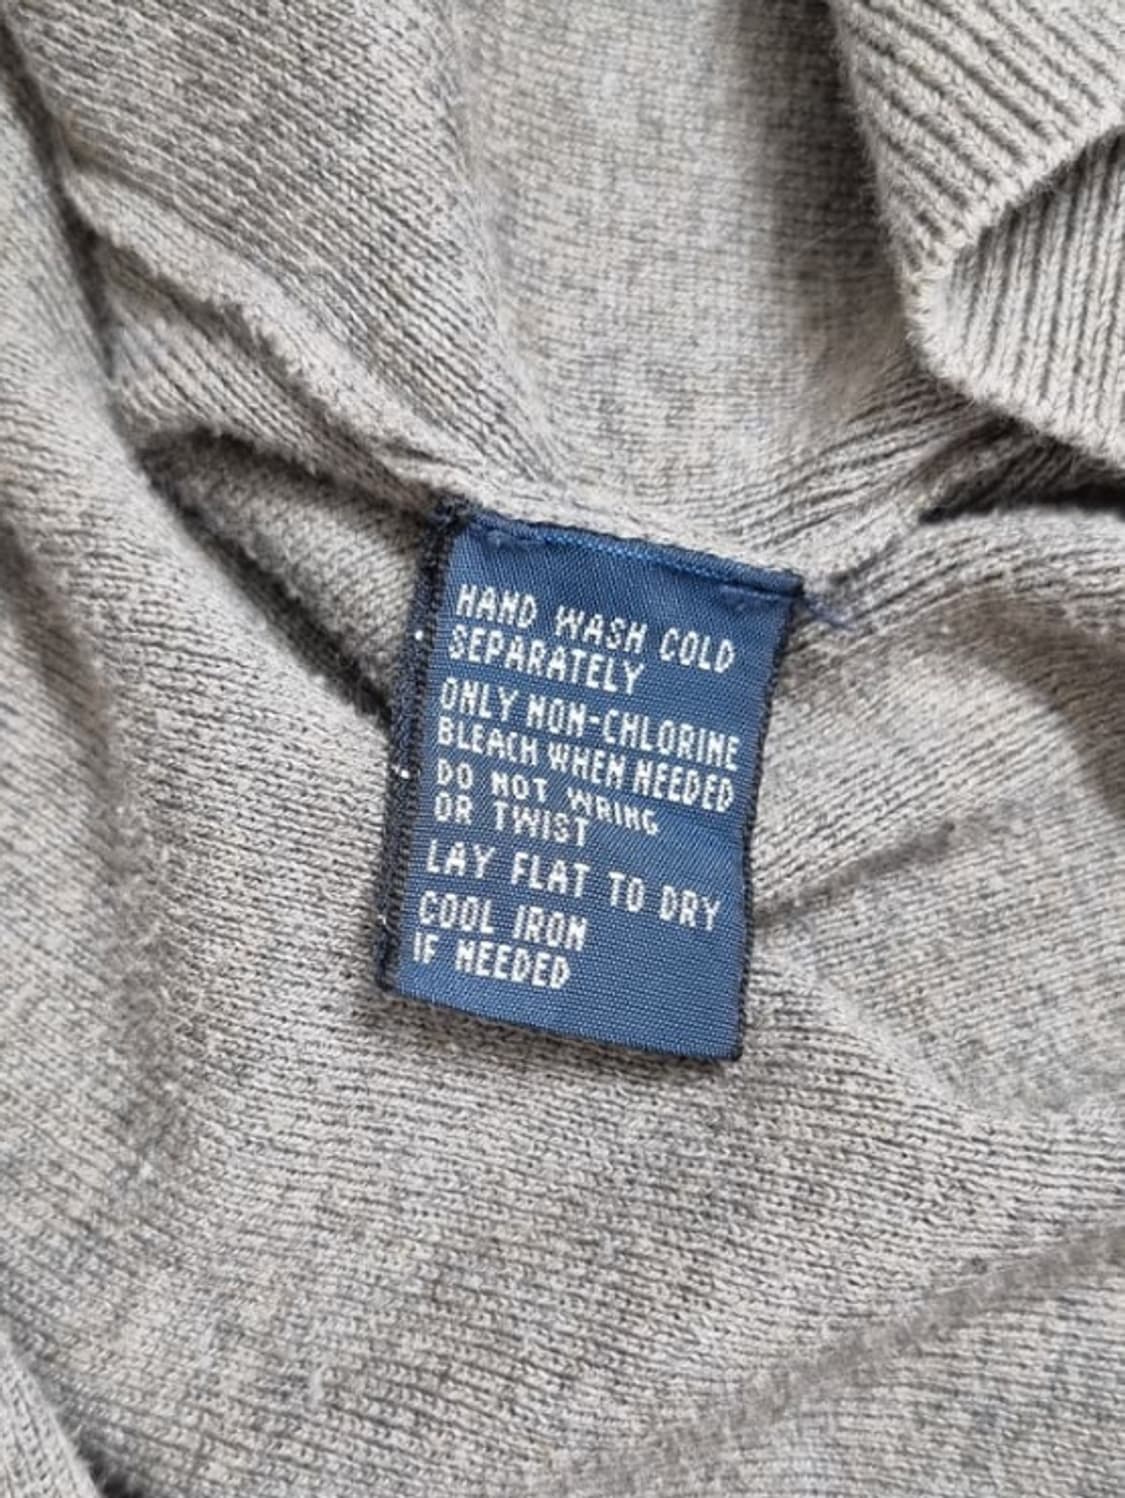 HAND WASH COLD
SEPARATELY
ONLY NON-CHLORINE
BLEACH WHEN NEEDED
DO NOT WRING
OR TWIST
LAY FLAT TO DRY
COOL IRON
IF NEEDED